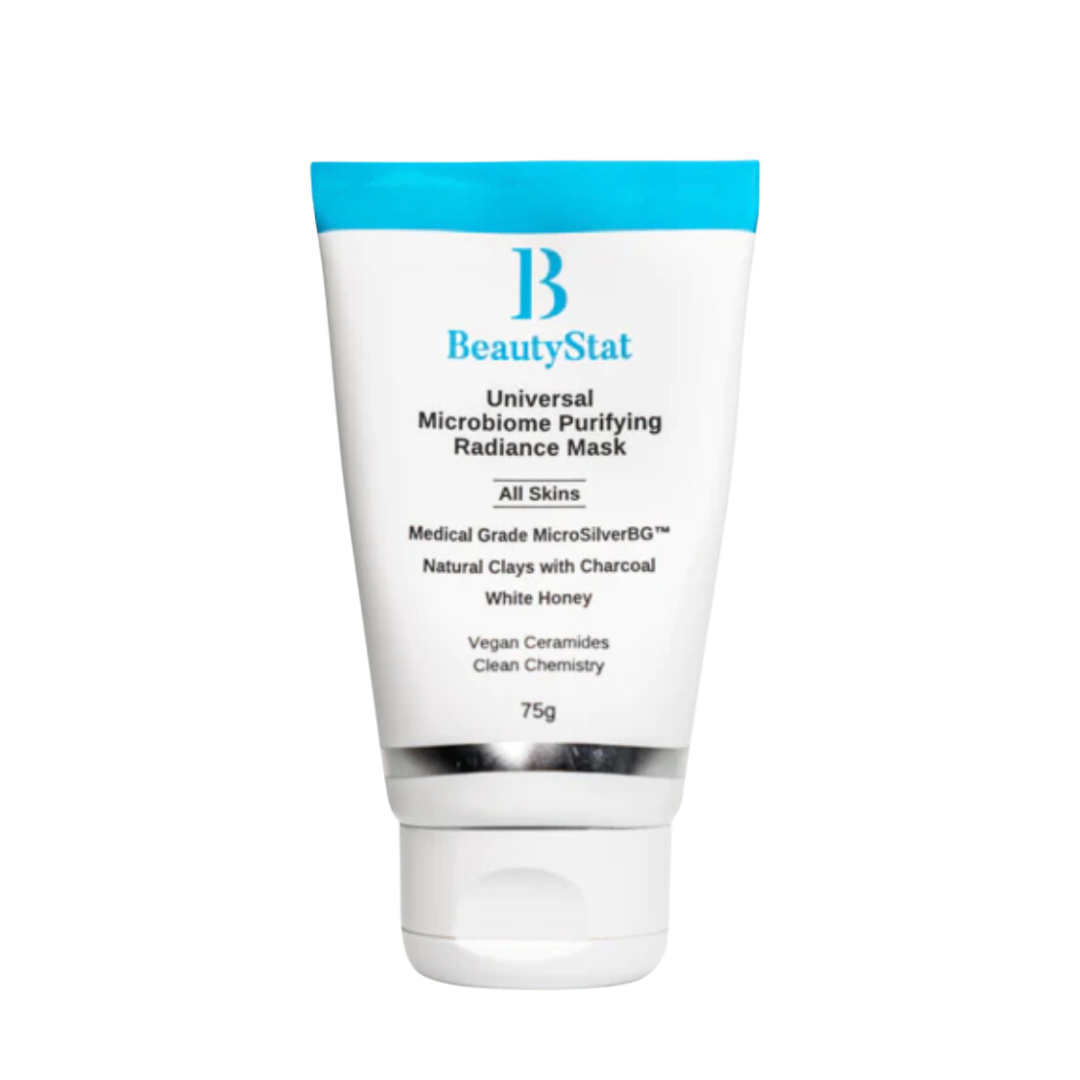 B
BeautyStat
Universal
Microbiome Purifying
Radiance Mask
All Skins
Medical Grade MicroSilverBG™
Natural Clays with Charcoal
White Honey
Vegan Ceramides
Clean Chemistry
75g